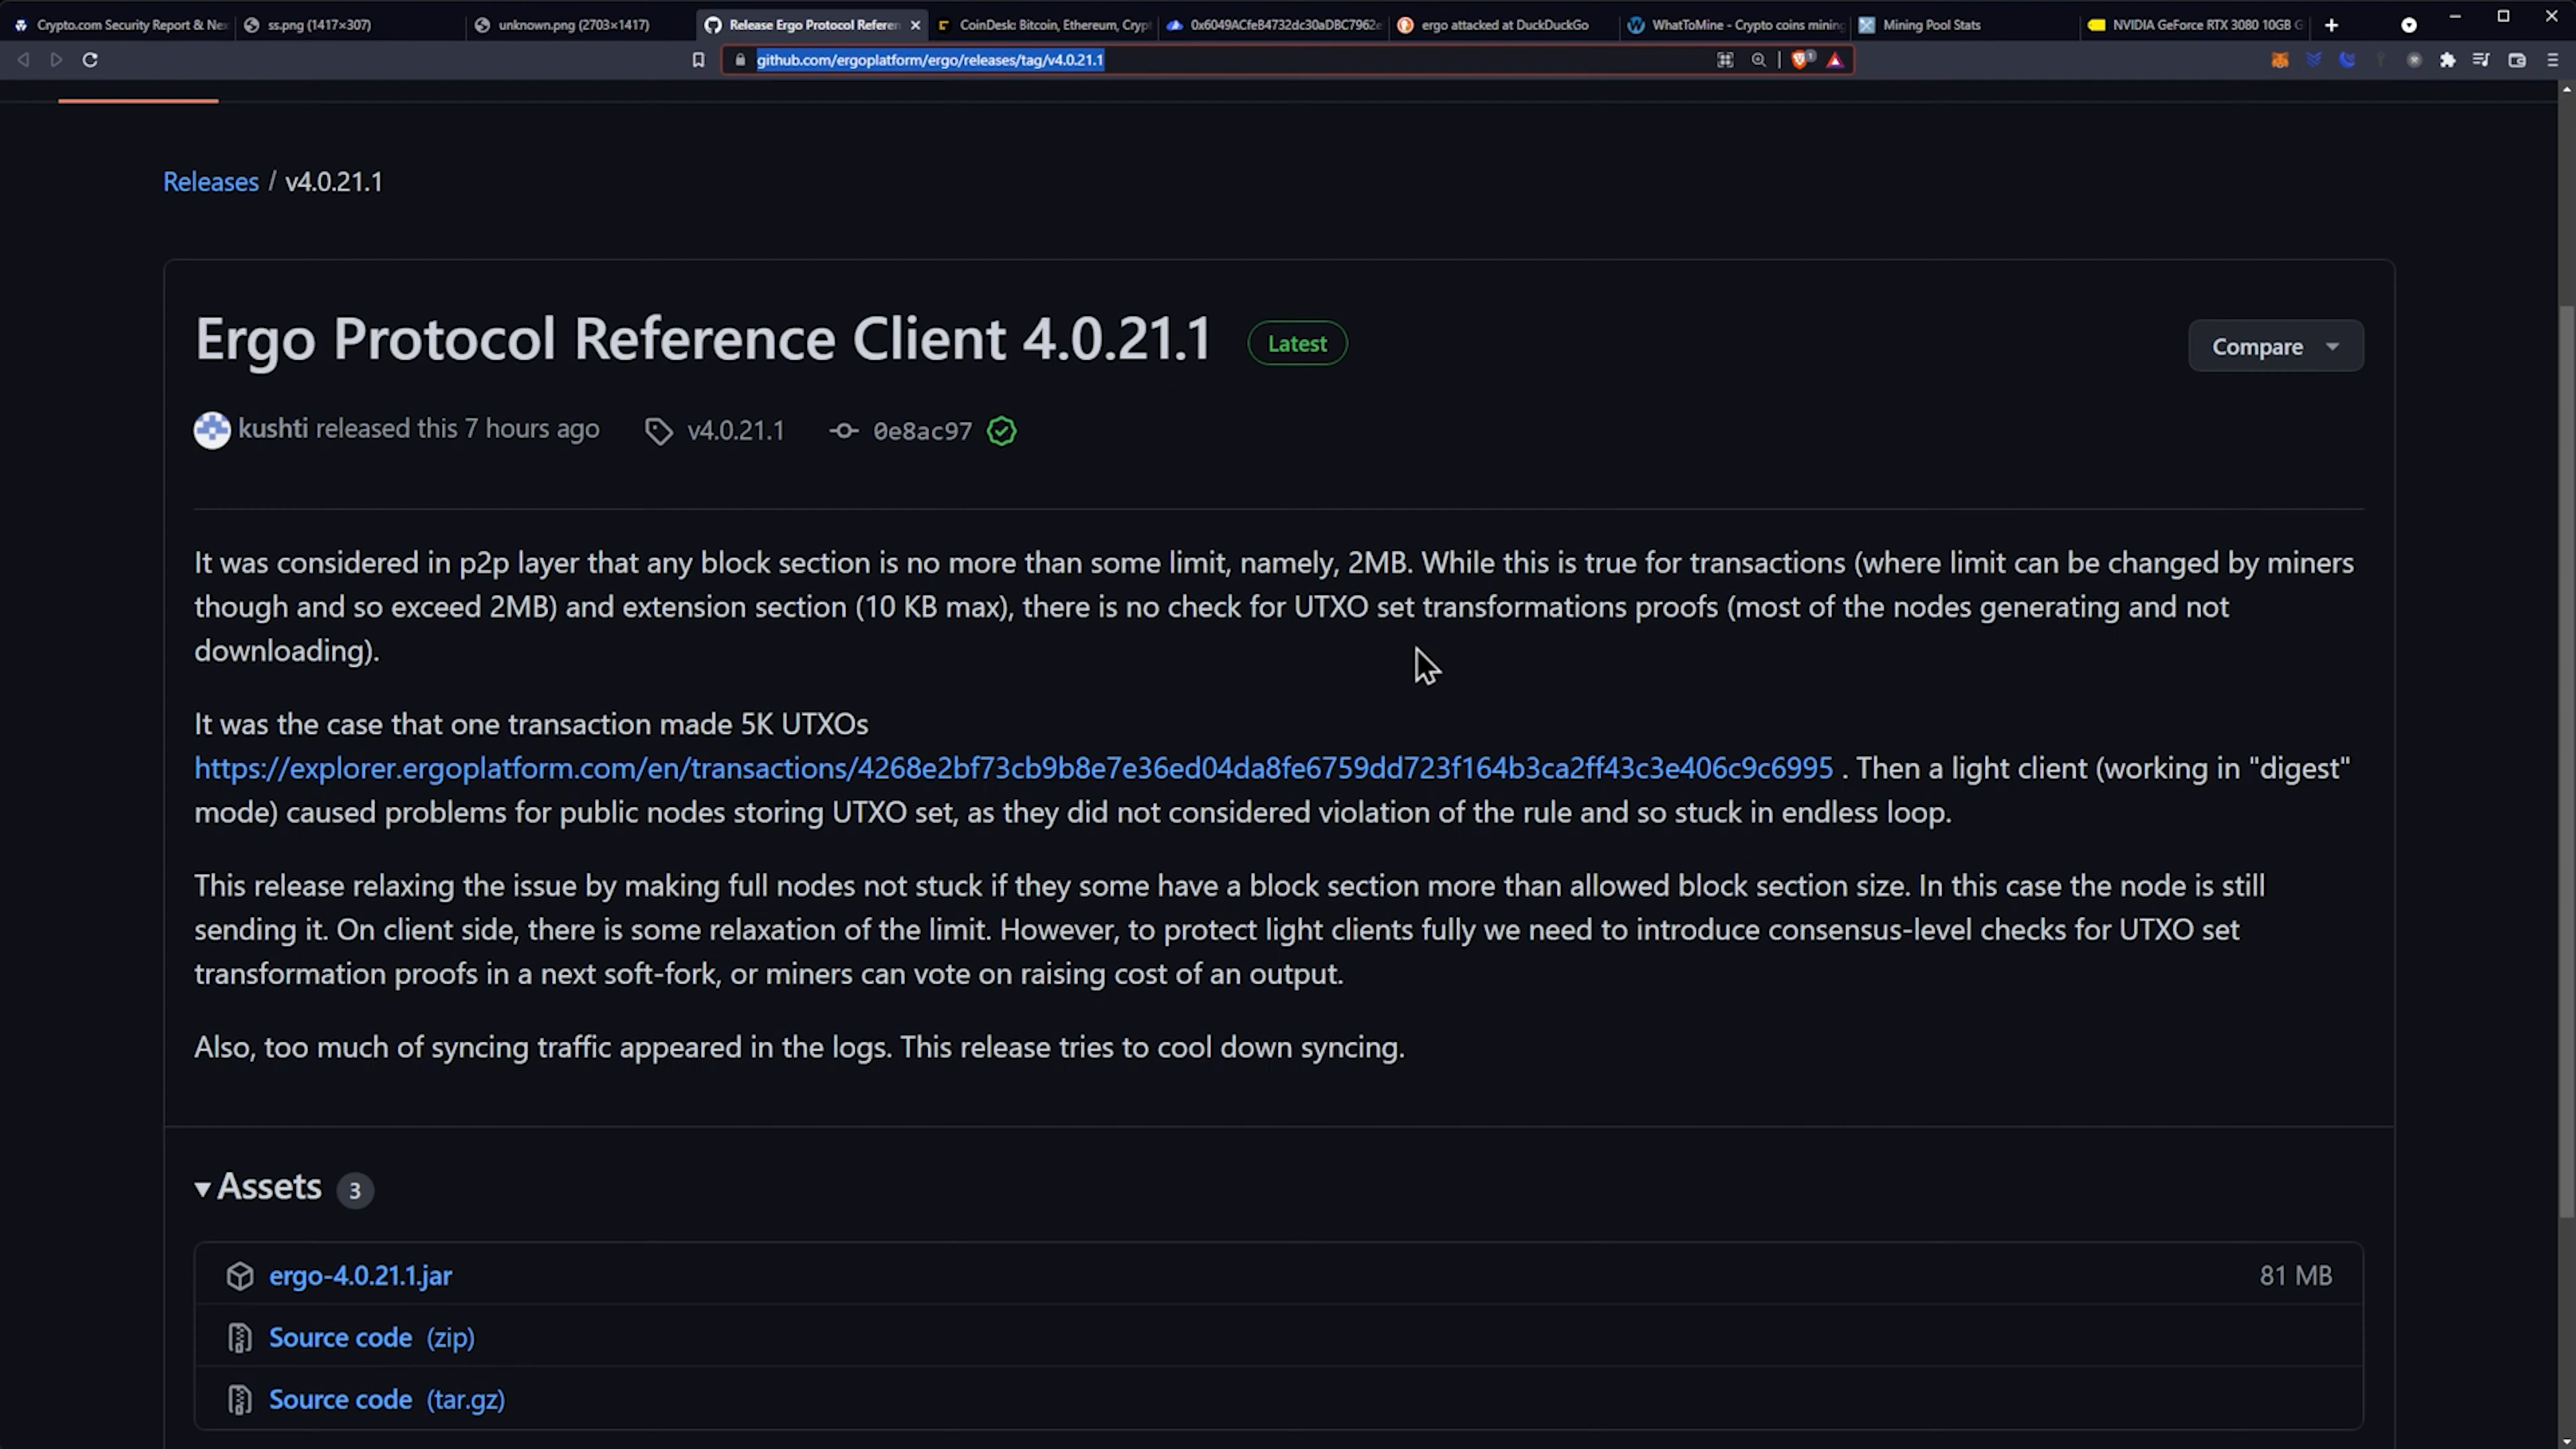 Crypto.com Security Report & Ne
ss.png (1417×307)
unknown.png (2703×1417)
Release Ergo Protocol Referen
CoinDesk: Bitcoin, Ethereum, Cryp
0x6049ACfeB4732dc30aDBC7962
ergo attacked at DuckDuckGo
WhatToMine - Crypto coins mining
Mining Pool Stats
NVIDIA GeForce RTX 3080 10GB G
github.com/ergoplatform/ergo/releases/tag/v4.0.21.1
Releases / v4.0.21.1
Ergo Protocol Reference Client 4.0.21.1 Latest
Compare
kushti released this 7 hours ago v4.0.21.1 0e8ac97
It was considered in p2p layer that any block section is no more than some limit, namely, 2MB. While this is true for transactions (where limit can be changed by miners
though and so exceed 2MB) and extension section (10 KB max), there is no check for UTXO set transformations proofs (most of the nodes generating and not
downloading).
It was the case that one transaction made 5K UTXOs
https://explorer.ergoplatform.com/en/transactions/4268e2bf73cb9b8e7e36ed04da8fe6759dd723f164b3ca2ff43c3e406c9c6995 . Then a light client (working in "digest"
mode) caused problems for public nodes storing UTXO set, as they did not considered violation of the rule and so stuck in endless loop.
This release relaxing the issue by making full nodes not stuck if they some have a block section more than allowed block section size. In this case the node is still
sending it. On client side, there is some relaxation of the limit. However, to protect light clients fully we need to introduce consensus-level checks for UTXO set
transformation proofs in a next soft-fork, or miners can vote on raising cost of an output.
Also, too much of syncing traffic appeared in the logs. This release tries to cool down syncing.
Assets 3
ergo-4.0.21.1.jar 81 MB
Source code (zip)
Source code (tar.gz)